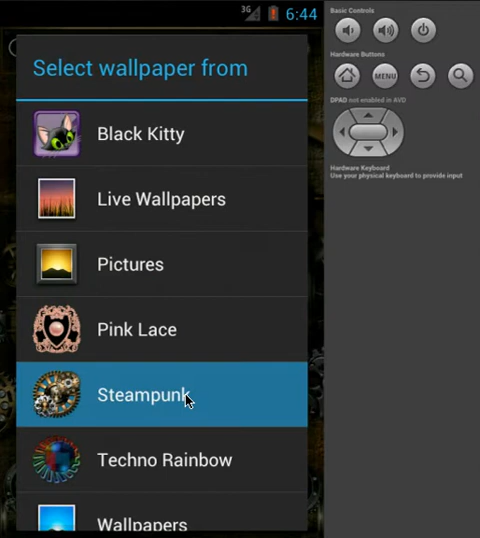 3G 6:44
Select wallpaper from
Black Kitty
Live Wallpapers
Pictures
Pink Lace
Steampunk
Techno Rainbow
Wallpapers
Basic Controls
Hardware Buttons
MENU
DPAD not enabled in AVD
Hardware Keyboard
Use your physical keyboard to provide input